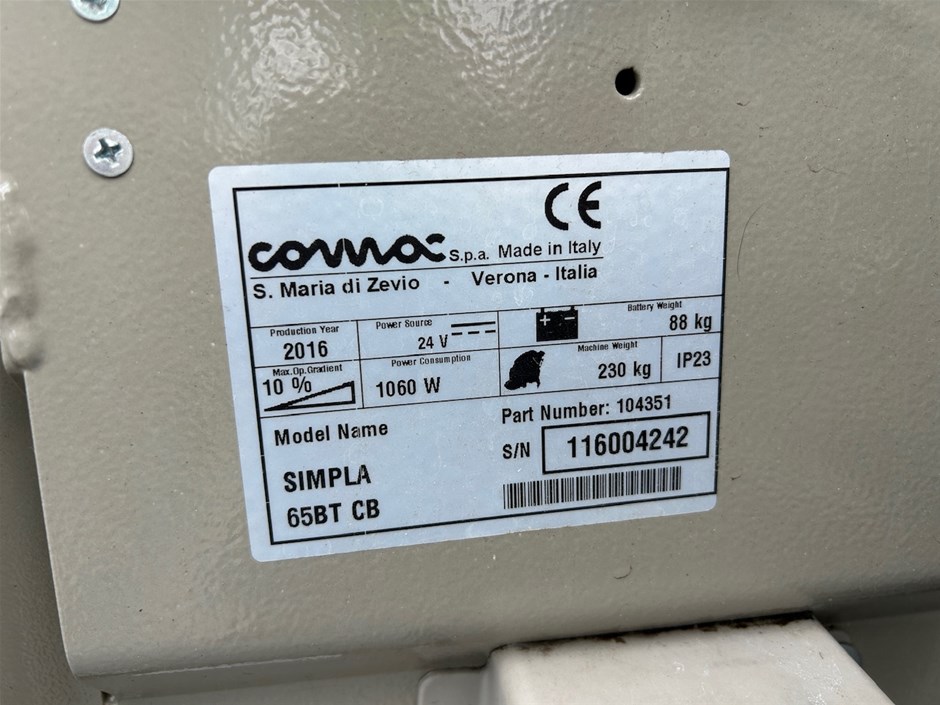 CE
comac S.p.a. Made in Italy
S. Maria di Zevio - Verona - Italia
Production Year
2016
Power Source
24 V
+ -
Battery Weight
88 kg
Max.Op.Gradient
10 %
Power Consumption
1060 W
Machine Weight
230 kg
IP23
Model Name
SIMPLA
65BT CB
Part Number: 104351
S/N 116004242